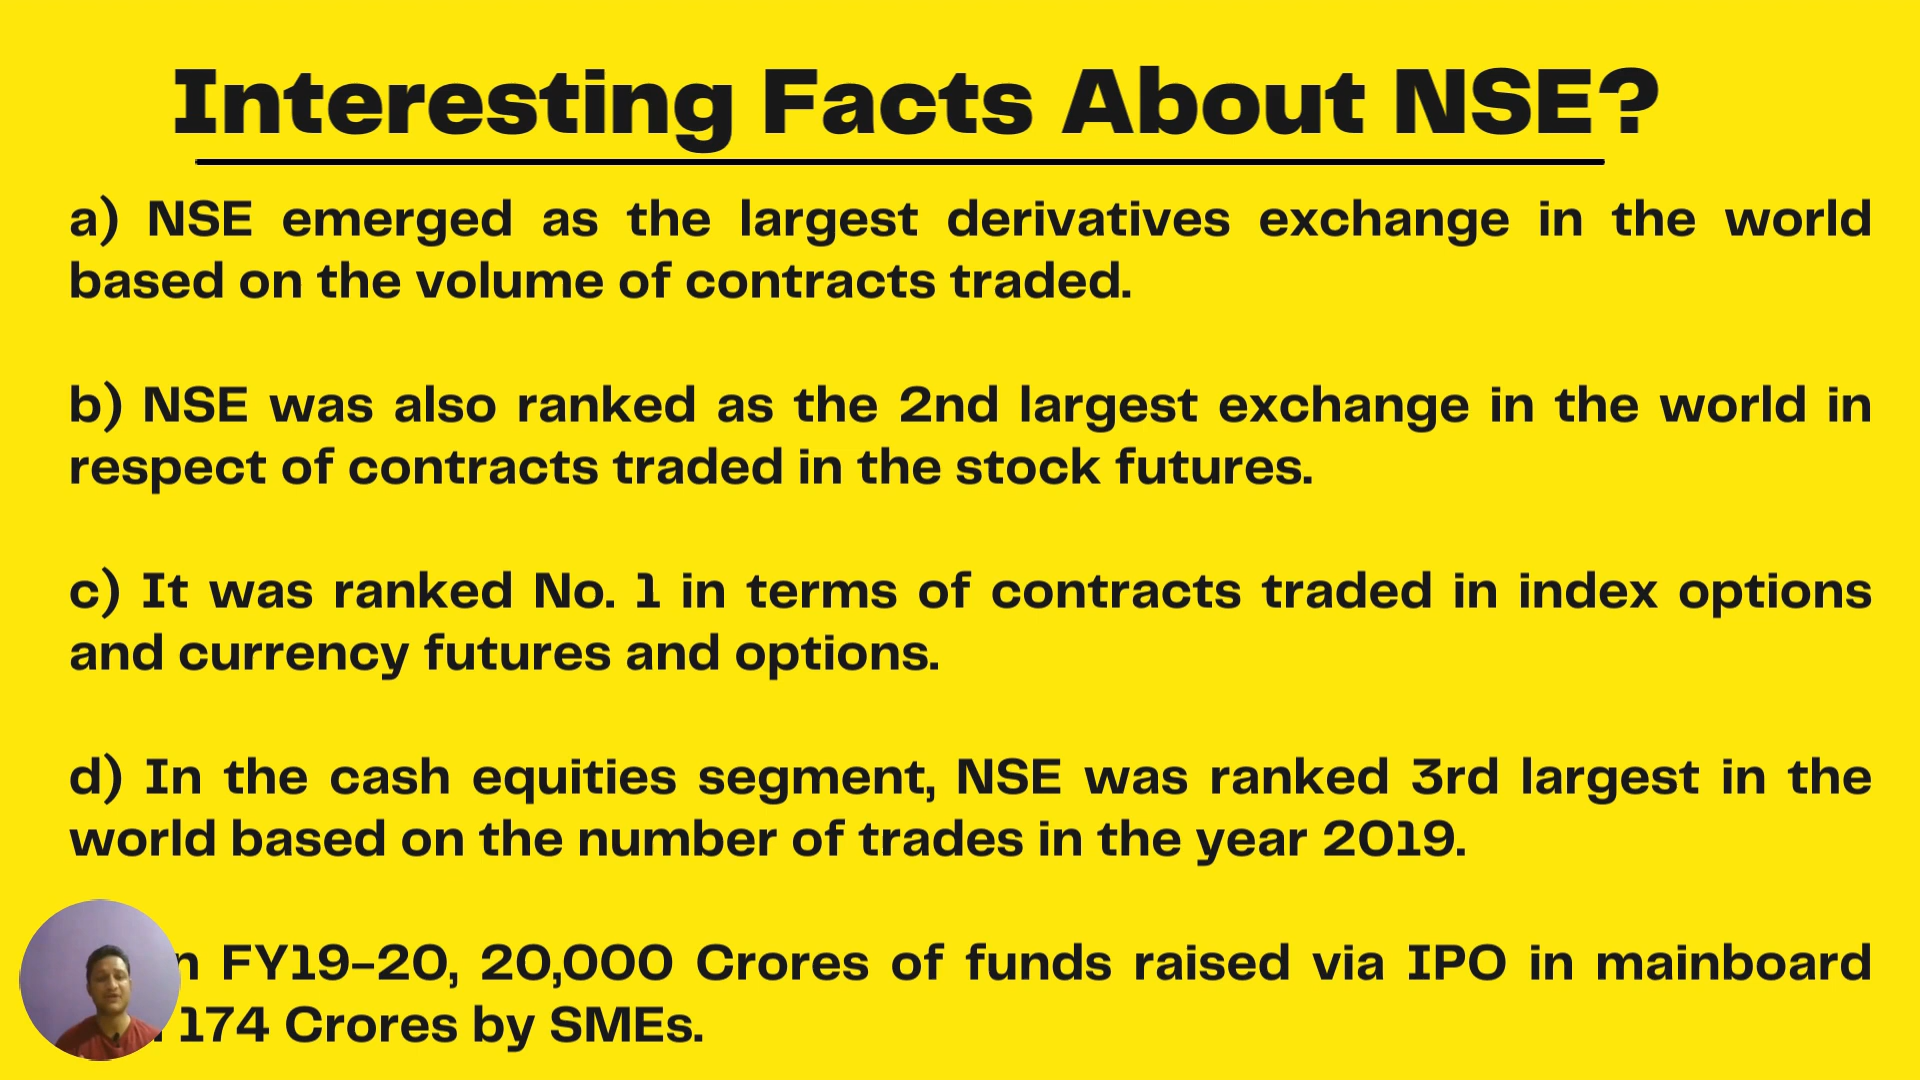 Interesting Facts About NSE?
a) NSE emerged as the largest derivatives exchange in the world
based on the volume of contracts traded.
b) NSE was also ranked as the 2nd largest exchange in the world in
respect of contracts traded in the stock futures.
c) It was ranked No. 1 in terms of contracts traded in index options
and currency futures and options.
d) In the cash equities segment, NSE was ranked 3rd largest in the
world based on the number of trades in the year 2019.
FY19-20, 20,000 Crores of funds raised via IPO in mainboard
174 Crores by SMEs.